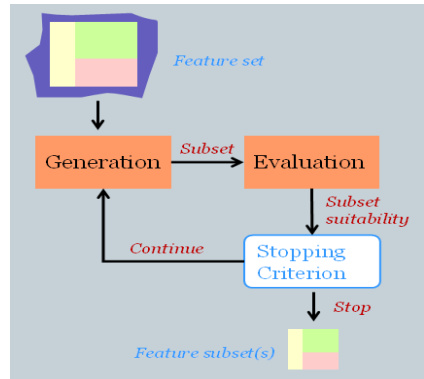 Feature set
Generation
Subset
Evaluation
Subset
suitability
Continue
Stopping
Criterion
Stop
Feature subset(s)